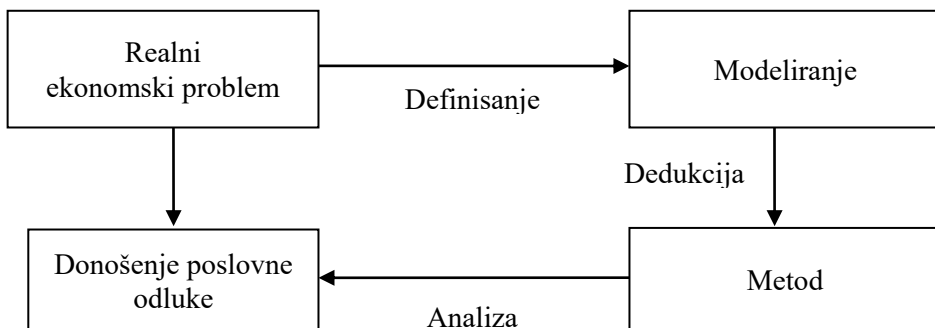 Realni
ekonomski problem
Definisanje
Modeliranje
Dedukcija
Donošenje poslovne
odluke
Analiza
Metod